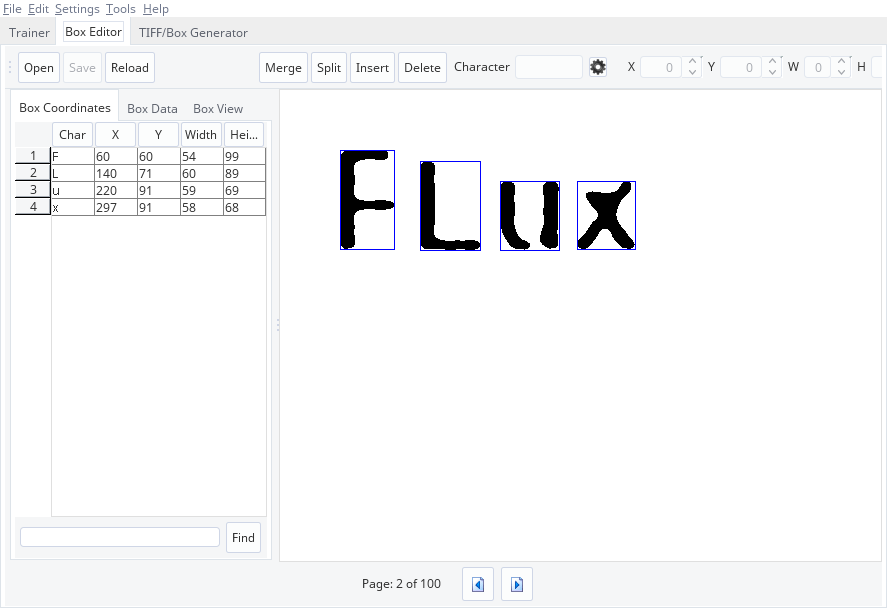 File Edit Settings Tools Help
Trainer Box Editor TIFF/Box Generator
Open Save Reload Merge Split Insert Delete Character X 0 Y 0 W 0 H
Box Coordinates Box Data Box View
Char X Y Width Hei...
1 F 60 60 54 99
2 L 140 71 60 89
3 u 220 91 59 69
4 x 297 91 58 68
FLux
Find
Page: 2 of 100